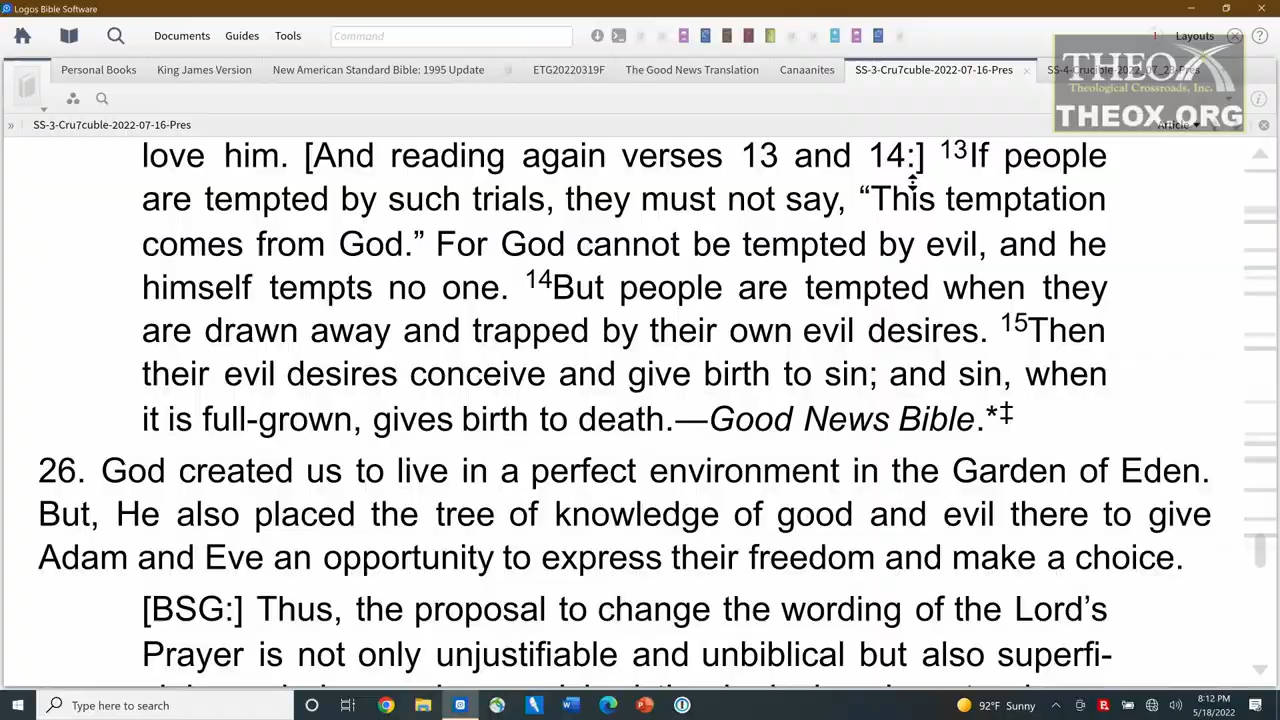 Logos Bible Software
Documents Guides Tools Command Layouts
Personal Books King James Version New American Standard Update ETG20220319F The Good News Translation Canaanites SS-3-Cru7cuble-2022-07-16-Pres SS-4-Crucible-2022_07_28-Pres
THEOX
Theological Crossroads, Inc.
THEOX.ORG
SS-3-Cru7cuble-2022-07-16-Pres Article
love him. [And reading again verses 13 and 14:] 13If people
are tempted by such trials, they must not say, “This temptation
comes from God.” For God cannot be tempted by evil, and he
himself tempts no one. 14But people are tempted when they
are drawn away and trapped by their own evil desires. 15Then
their evil desires conceive and give birth to sin; and sin, when
it is full-grown, gives birth to death.—Good News Bible.*‡
26. God created us to live in a perfect environment in the Garden of Eden.
But, He also placed the tree of knowledge of good and evil there to give
Adam and Eve an opportunity to express their freedom and make a choice.
[BSG:] Thus, the proposal to change the wording of the Lord’s
Prayer is not only unjustifiable and unbiblical but also superfi-
Type here to search 92°F Sunny 8:12 PM
5/18/2022